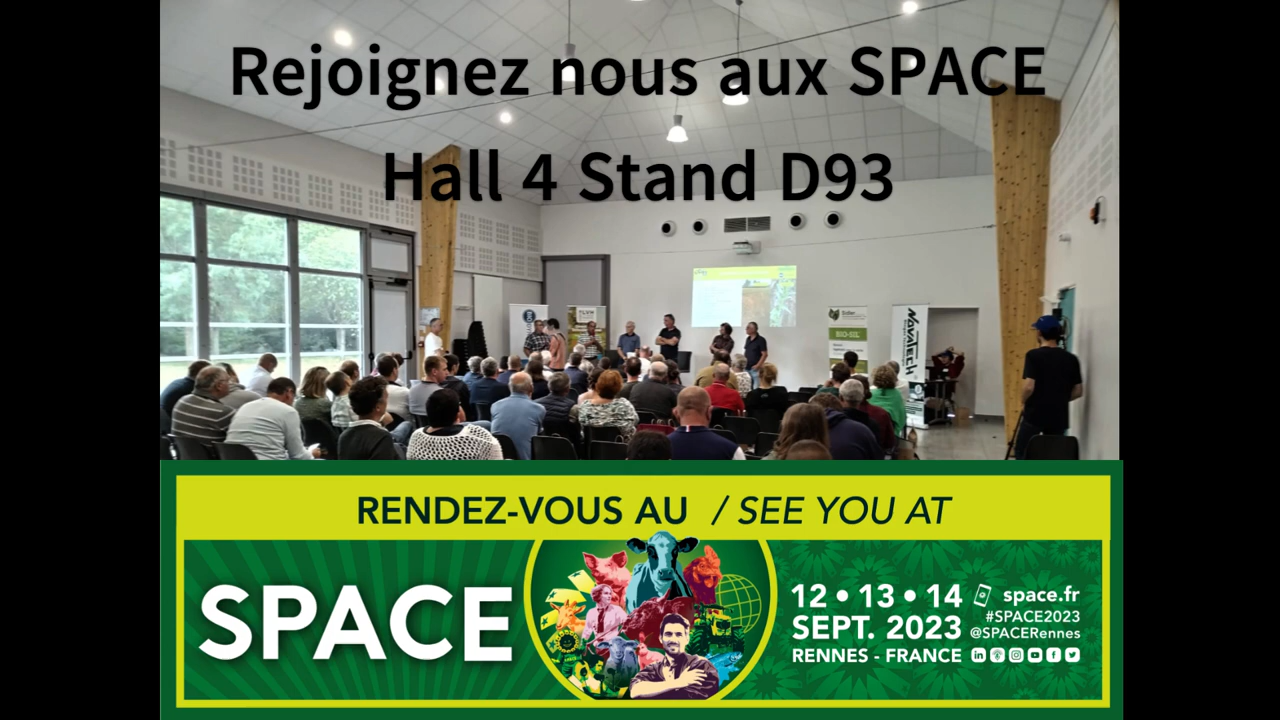 Rejoignez nous aux SPACE
Hall 4 Stand D93
BIO-SIL
NOVATECH
RENDEZ-VOUS AU / SEE YOU AT
SPACE
12 • 13 • 14
SEPT. 2023
RENNES - FRANCE
space.fr
#SPACE2023
@SPACERennes